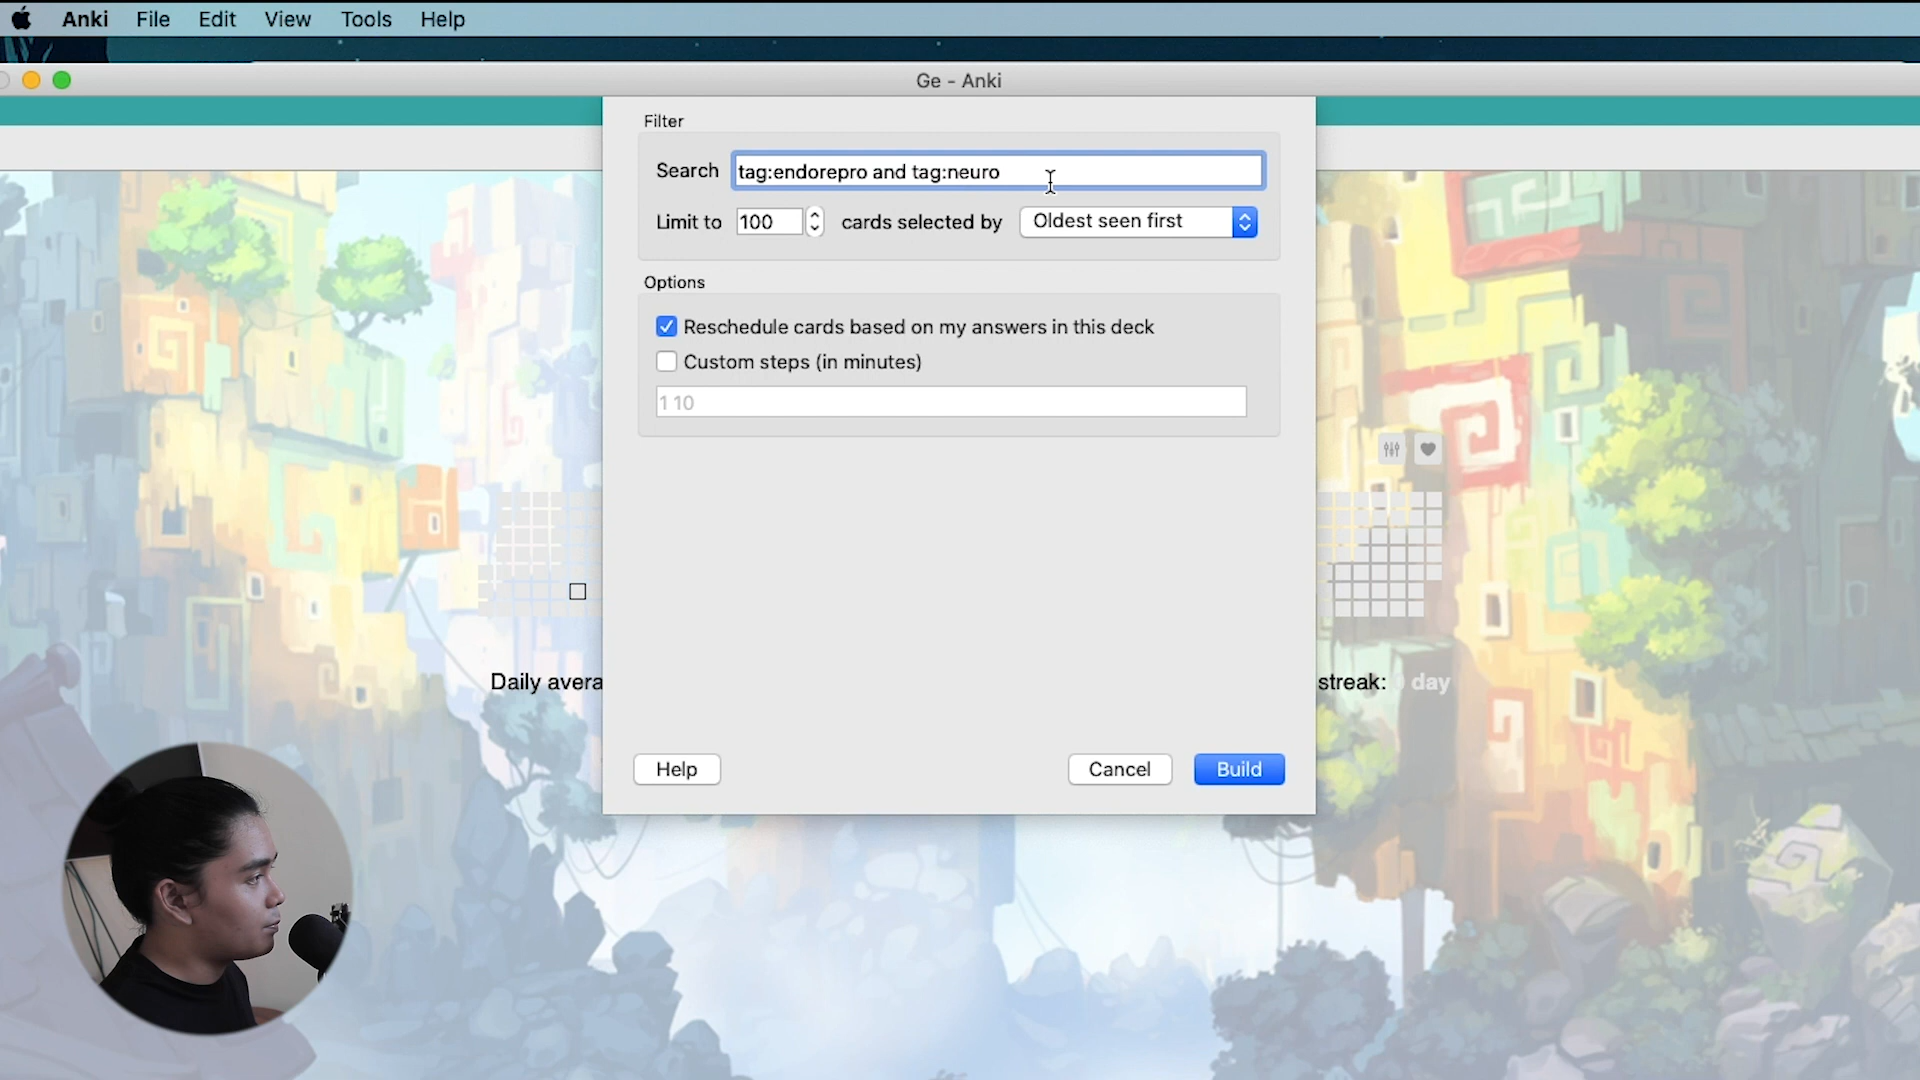 Anki File Edit View Tools Help
Ge - Anki
Filter
Search tag:endorepro and tag:neuro
Limit to 100 cards selected by Oldest seen first
Options
Reschedule cards based on my answers in this deck
Custom steps (in minutes)
1 10
Daily avera
streak: day
Help Cancel Build